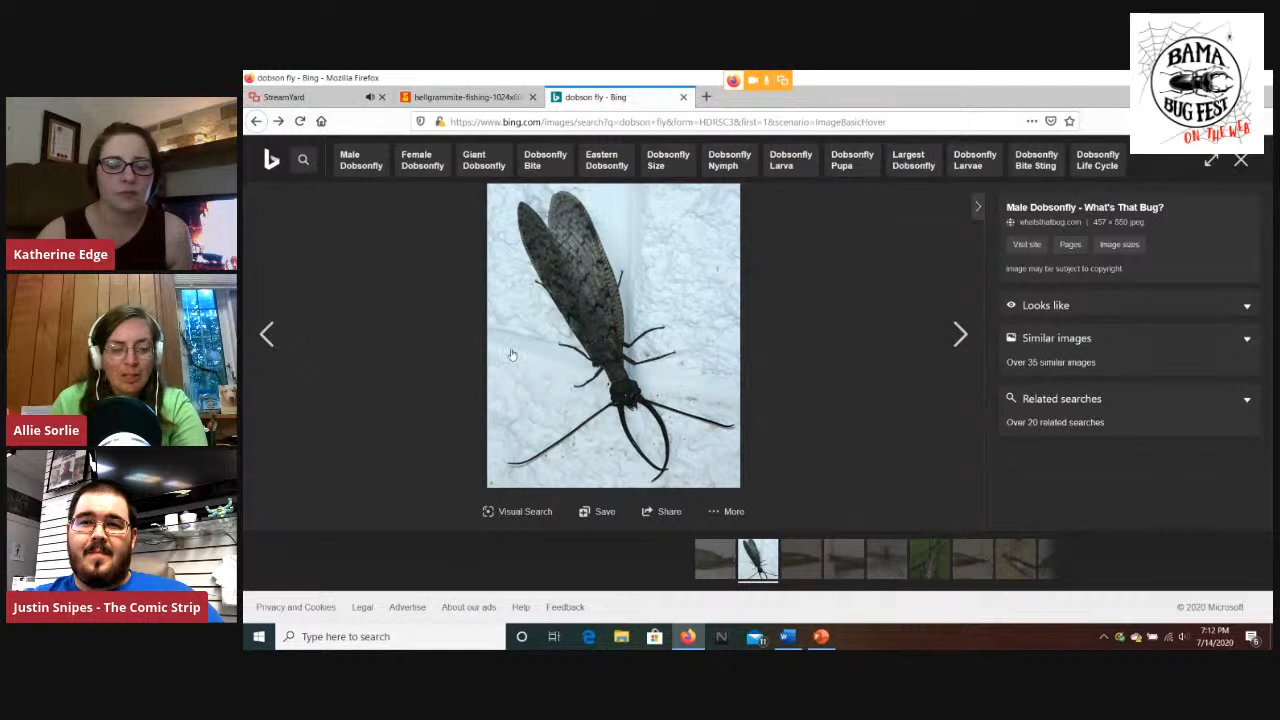 BAMA
BUG FEST
ON THE WEB
dobson fly - Bing - Mozilla Firefox
StreamYard
hellgrammite-fishing-1024x68
dobson fly - Bing
https://www.bing.com/images/search?q=dobson+fly&form=HDRSC3&first=1&scenario=ImageBasicHover
Male
Dobsonfly
Female
Dobsonfly
Giant
Dobsonfly
Dobsonfly
Bite
Eastern
Dobsonfly
Dobsonfly
Size
Dobsonfly
Nymph
Dobsonfly
Larva
Dobsonfly
Pupa
Largest
Dobsonfly
Dobsonfly
Larvae
Dobsonfly
Bite Sting
Dobsonfly
Life Cycle
Male Dobsonfly - What's That Bug?
whatsthatbug.com | 457 × 550 jpeg
Visit site
Pages
Image sizes
Image may be subject to copyright
Looks like
Similar images
Over 35 similar images
Related searches
Over 20 related searches
Visual Search
Save
Share
More
Katherine Edge
Allie Sorlie
Justin Snipes - The Comic Strip
Privacy and Cookies
Legal
Advertise
About our ads
Help
Feedback
© 2020 Microsoft
Type here to search
11
7:12 PM
7/14/2020